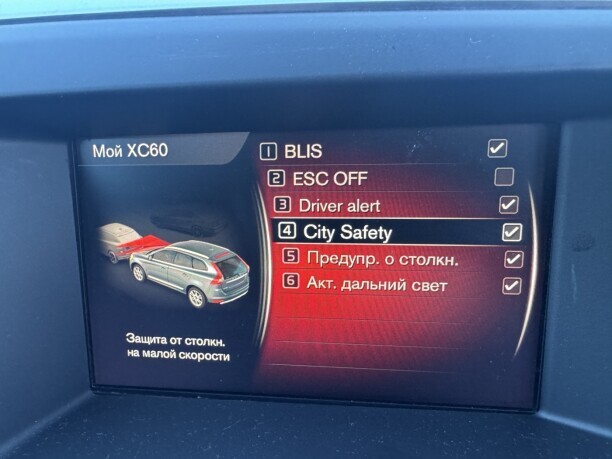 Мой XC60
1 BLIS
2 ESC OFF
3 Driver alert
4 City Safety
5 Предупр. о столкн.
6 Акт. дальний свет
Защита от столкн.
на малой скорости